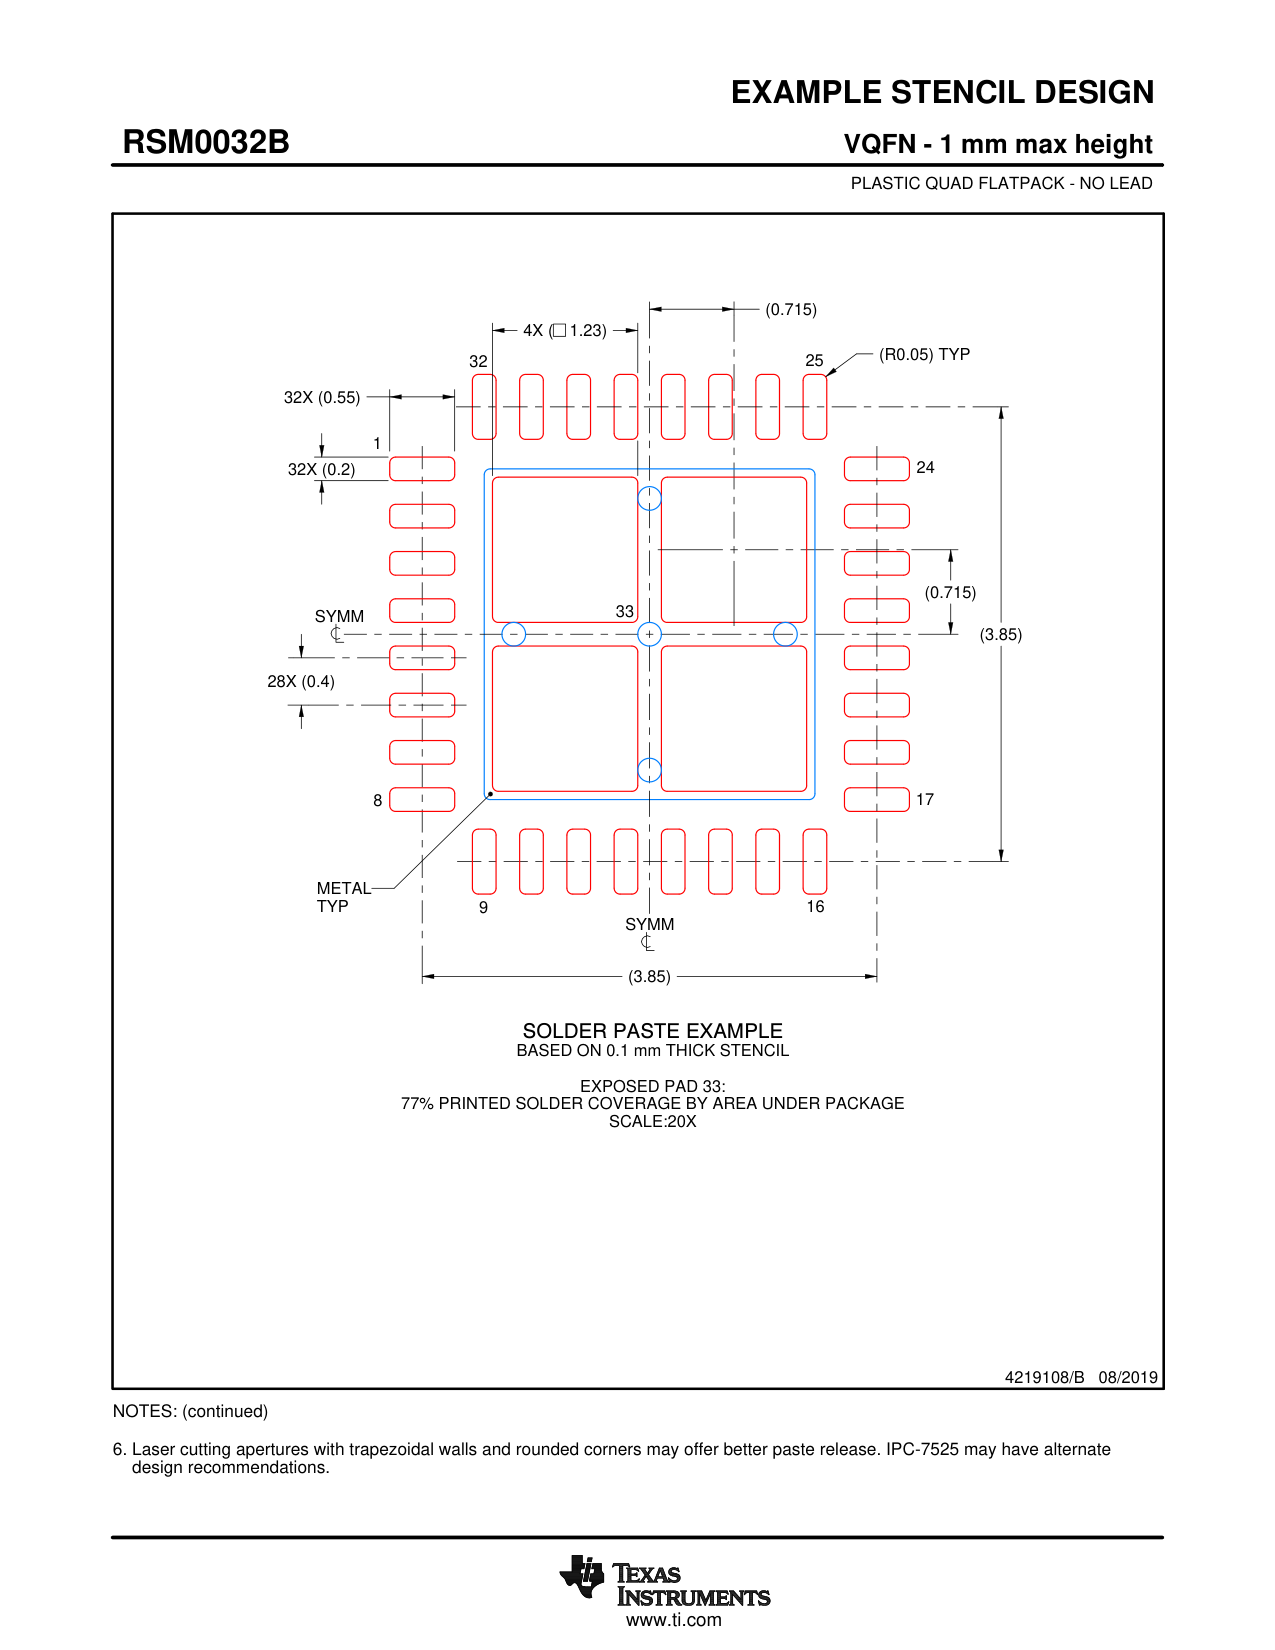 EXAMPLE STENCIL DESIGN
RSM0032B
VQFN - 1 mm max height
PLASTIC QUAD FLATPACK - NO LEAD
(0.715)
4X (□ 1.23)
32
25
(R0.05) TYP
32X (0.55)
1
32X (0.2)
24
(0.715)
33
SYMM
℄
(3.85)
28X (0.4)
8
17
METAL
TYP
9
16
SYMM
℄
(3.85)
SOLDER PASTE EXAMPLE
BASED ON 0.1 mm THICK STENCIL
EXPOSED PAD 33:
77% PRINTED SOLDER COVERAGE BY AREA UNDER PACKAGE
SCALE:20X
4219108/B 08/2019
NOTES: (continued)
6. Laser cutting apertures with trapezoidal walls and rounded corners may offer better paste release. IPC-7525 may have alternate
design recommendations.
TEXAS
INSTRUMENTS
www.ti.com